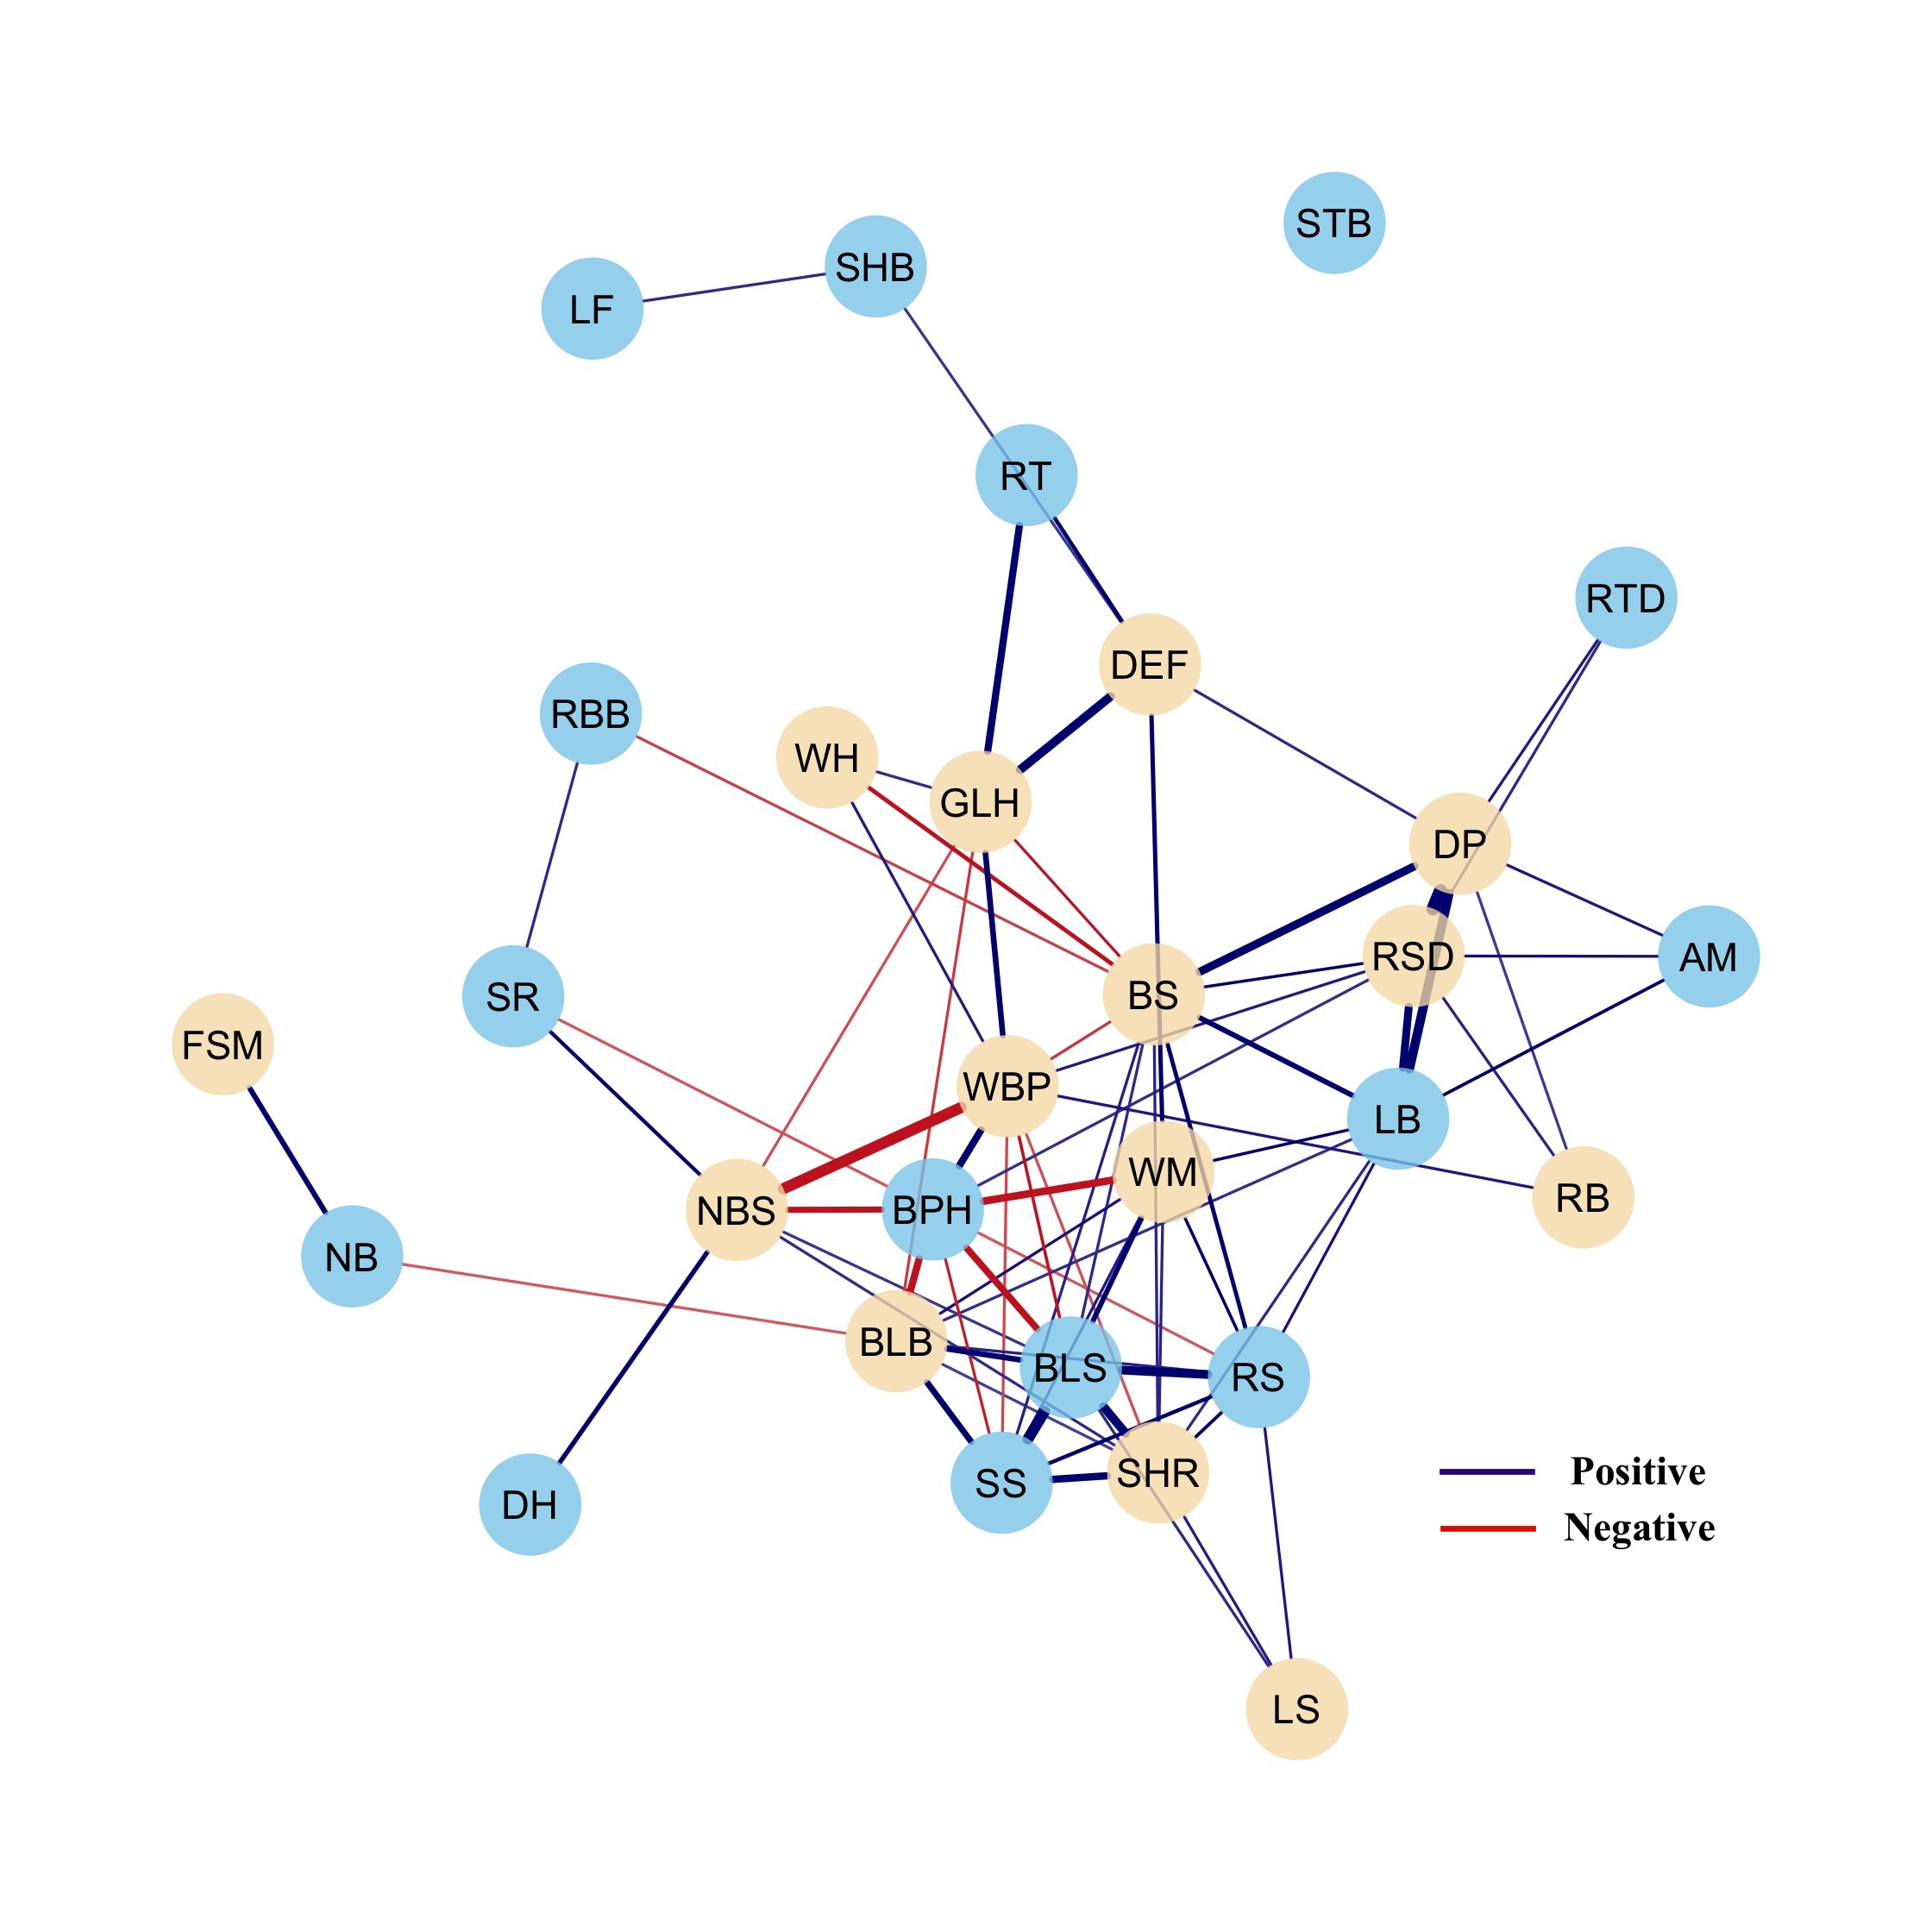 STB
SHB
LF
RT
RTD
DEF
RBB
WH
GLH
DP
RSD
AM
BS
SR
FSM
WBP
LB
WM
RB
NBS
BPH
NB
BLB
BLS
RS
SS
SHR
Positive
DH
Negative
LS